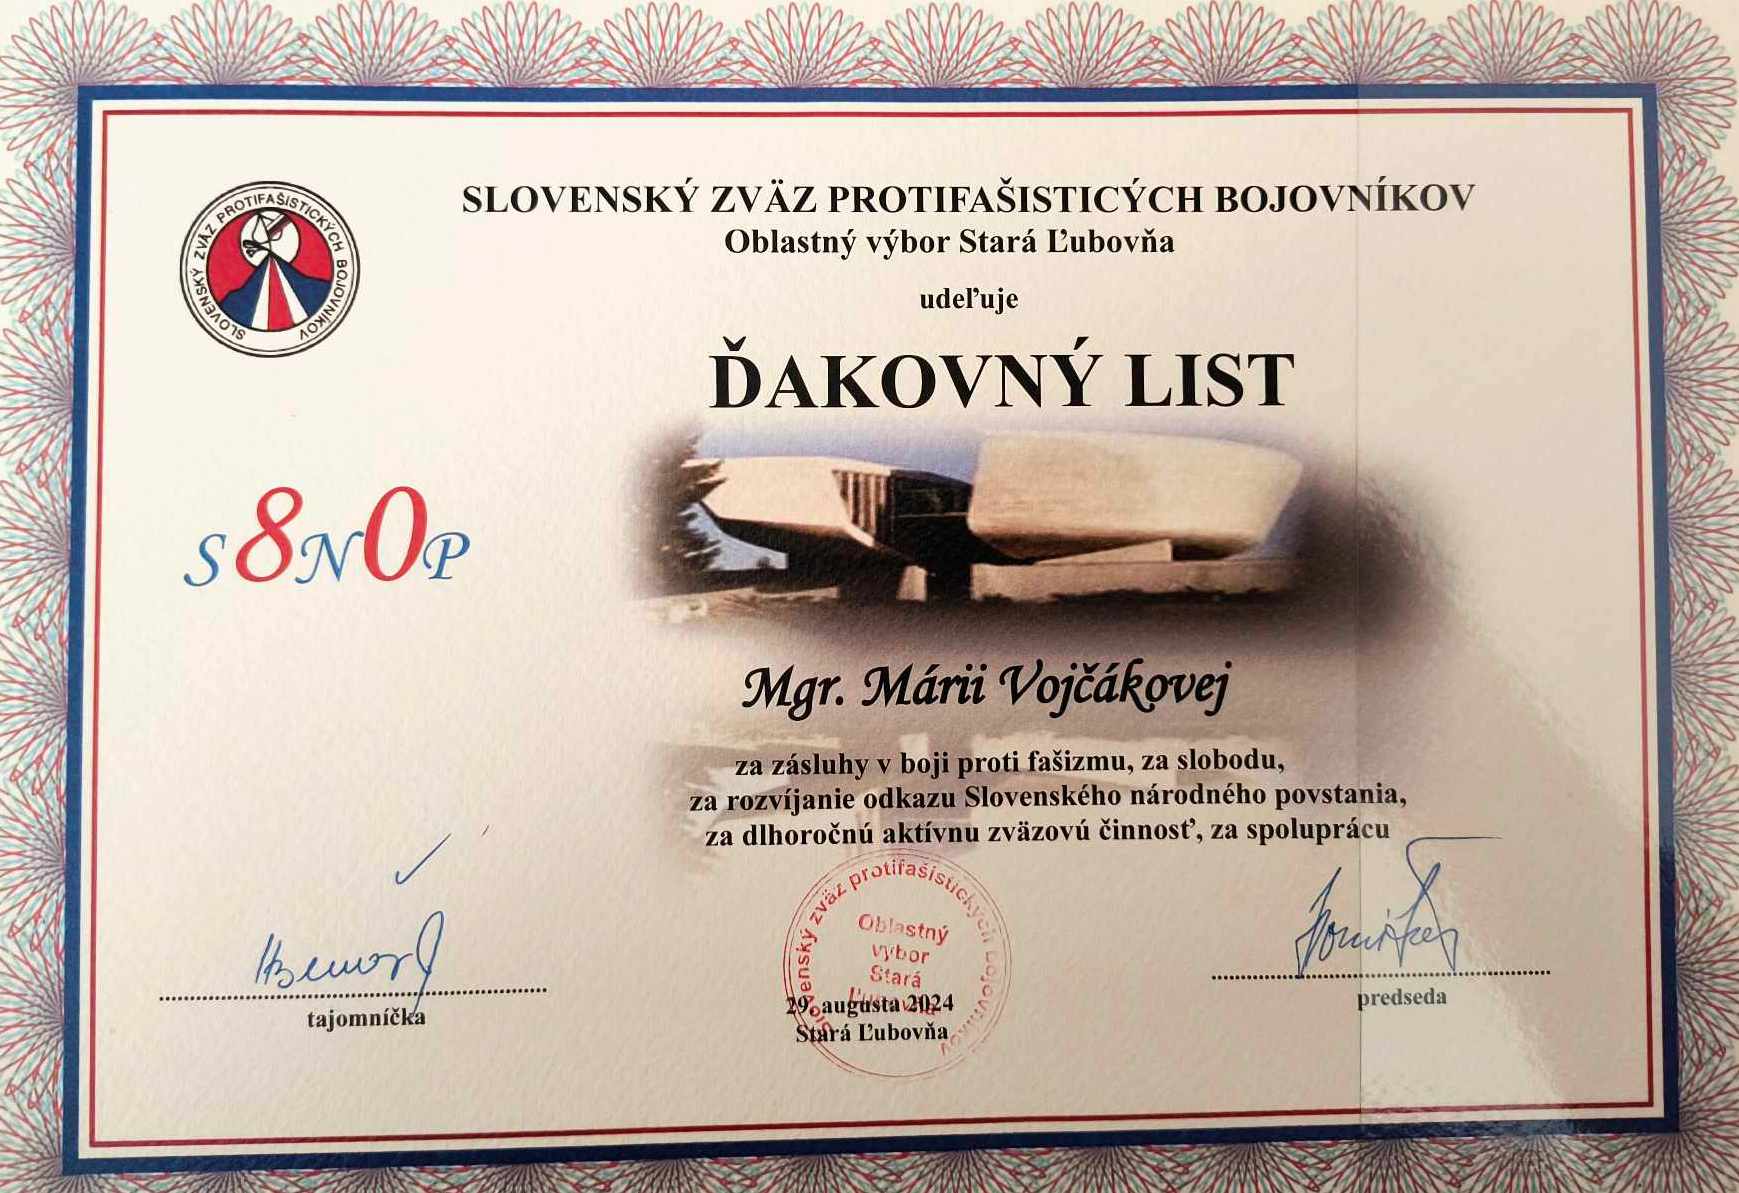 SLOVENSKÝ ZVÄZ PROTIFAŠISTICKÝCH BOJOVNÍKOV
SLOVENSKÝ ZVÄZ PROTIFAŠISTICÝCH BOJOVNÍKOV
Oblastný výbor Stará Ľubovňa
udeľuje
ĎAKOVNÝ LIST
S8N0P
Mgr. Márii Vojčákovej
za zásluhy v boji proti fašizmu, za slobodu,
za rozvíjanie odkazu Slovenského národného povstania,
za dlhoročnú aktívnu zväzovú činnosť, za spoluprácu
Slovenský zväz protifašistických bojovníkov
Oblastný
výbor
Stará
Ľubovňa
tajomníčka
29. augusta 2024
Stará Ľubovňa
predseda